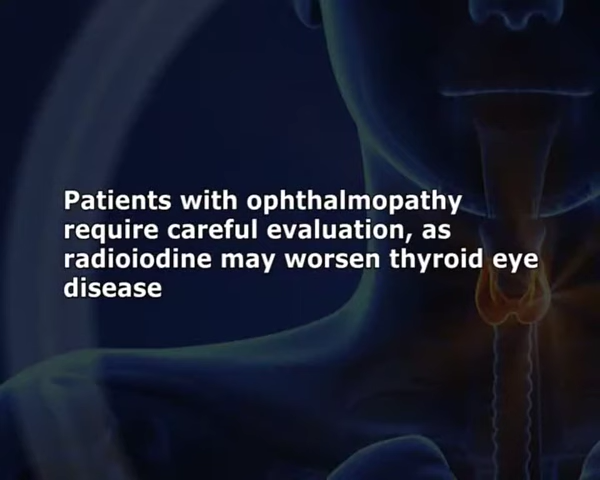 Patients with ophthalmopathy
require careful evaluation, as
radioiodine may worsen thyroid eye
disease